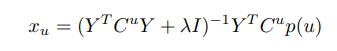 x_u = (Y^T C^u Y + λI)^{-1} Y^T C^u p(u)